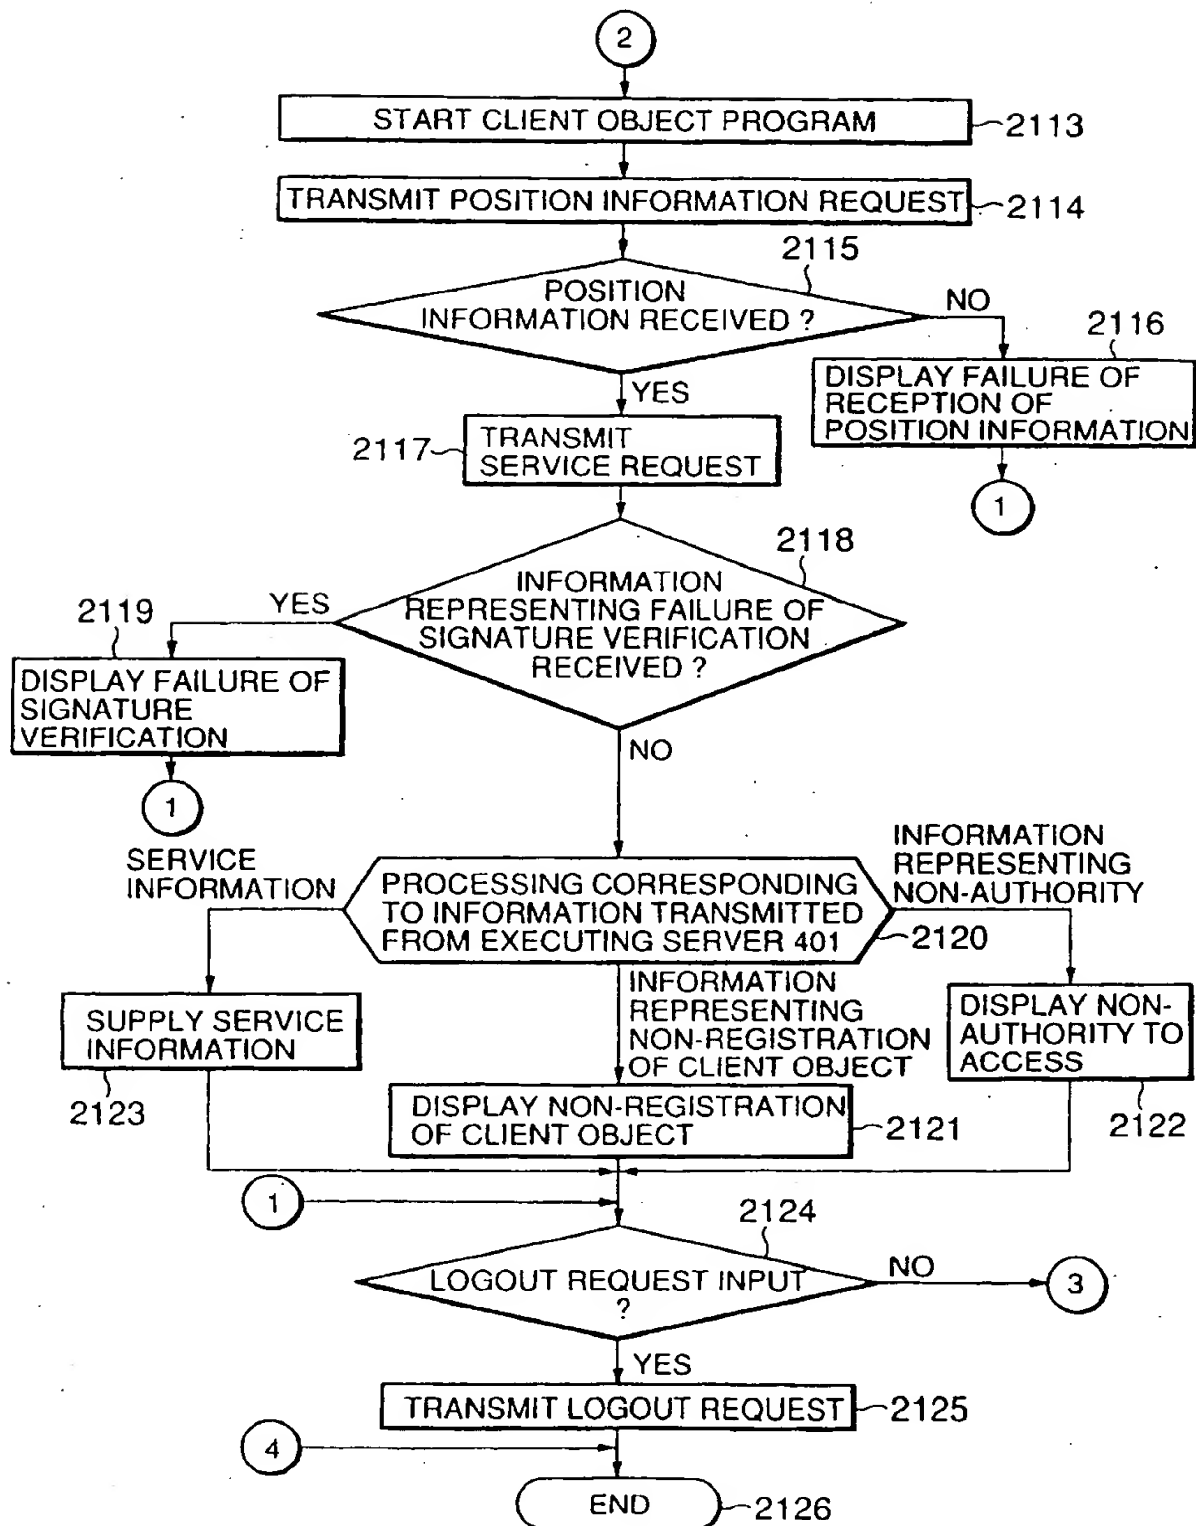 2
START CLIENT OBJECT PROGRAM
2113
TRANSMIT POSITION INFORMATION REQUEST
2114
2115
POSITION
INFORMATION RECEIVED ?
NO
2116
DISPLAY FAILURE OF
RECEPTION OF
POSITION INFORMATION
1
YES
2117
TRANSMIT
SERVICE REQUEST
2118
INFORMATION
REPRESENTING FAILURE OF
SIGNATURE VERIFICATION
RECEIVED ?
YES
2119
DISPLAY FAILURE OF
SIGNATURE
VERIFICATION
1
NO
SERVICE
INFORMATION
PROCESSING CORRESPONDING
TO INFORMATION TRANSMITTED
FROM EXECUTING SERVER 401
2120
INFORMATION
REPRESENTING
NON-AUTHORITY
SUPPLY SERVICE
INFORMATION
2123
INFORMATION
REPRESENTING
NON-REGISTRATION
OF CLIENT OBJECT
DISPLAY NON-
AUTHORITY TO
ACCESS
2122
DISPLAY NON-REGISTRATION
OF CLIENT OBJECT
2121
1
2124
LOGOUT REQUEST INPUT
?
NO
3
YES
TRANSMIT LOGOUT REQUEST
2125
4
END
2126